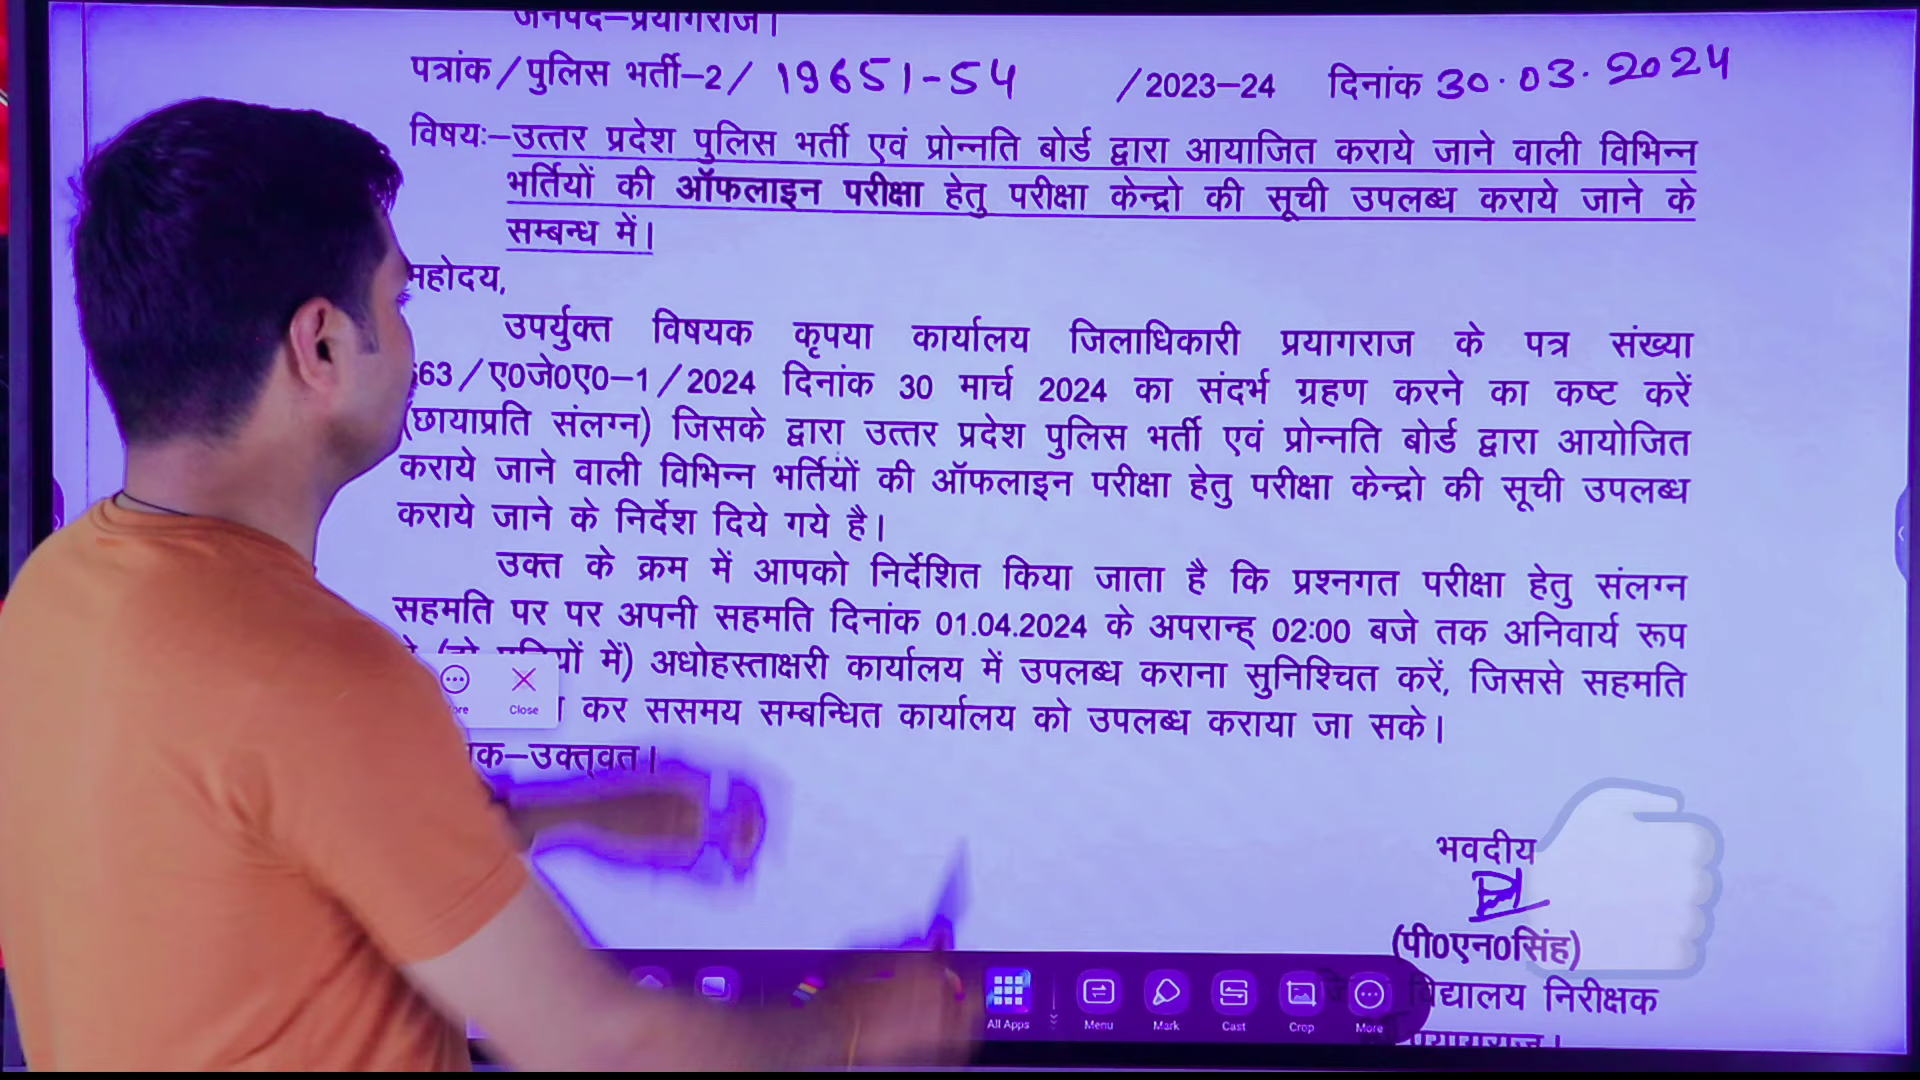 जनपद–प्रयागराज।
पत्रांक/पुलिस भर्ती–2/ 19651-54 /2023–24 दिनांक 30.03.2024
विषयः–उत्तर प्रदेश पुलिस भर्ती एवं प्रोन्नति बोर्ड द्वारा आयाजित कराये जाने वाली विभिन्न
भर्तियों की ऑफलाइन परीक्षा हेतु परीक्षा केन्द्रो की सूची उपलब्ध कराये जाने के
सम्बन्ध में।
महोदय,
उपर्युक्त विषयक कृपया कार्यालय जिलाधिकारी प्रयागराज के पत्र संख्या
63/ए0जे0ए0–1/2024 दिनांक 30 मार्च 2024 का संदर्भ ग्रहण करने का कष्ट करें
(छायाप्रति संलग्न) जिसके द्वारा उत्तर प्रदेश पुलिस भर्ती एवं प्रोन्नति बोर्ड द्वारा आयोजित
कराये जाने वाली विभिन्न भर्तियों की ऑफलाइन परीक्षा हेतु परीक्षा केन्द्रो की सूची उपलब्ध
कराये जाने के निर्देश दिये गये है।
उक्त के क्रम में आपको निर्देशित किया जाता है कि प्रश्नगत परीक्षा हेतु संलग्न
सहमति पर पर अपनी सहमति दिनांक 01.04.2024 के अपरान्ह् 02:00 बजे तक अनिवार्य रूप
में) अधोहस्ताक्षरी कार्यालय में उपलब्ध कराना सुनिश्चित करें, जिससे सहमति
कर ससमय सम्बन्धित कार्यालय को उपलब्ध कराया जा सके।
क–उक्त्वत।
Close
भवदीय
(पी0एन0सिंह)
विद्यालय निरीक्षक
All Apps Menu Mark Cast Crop More